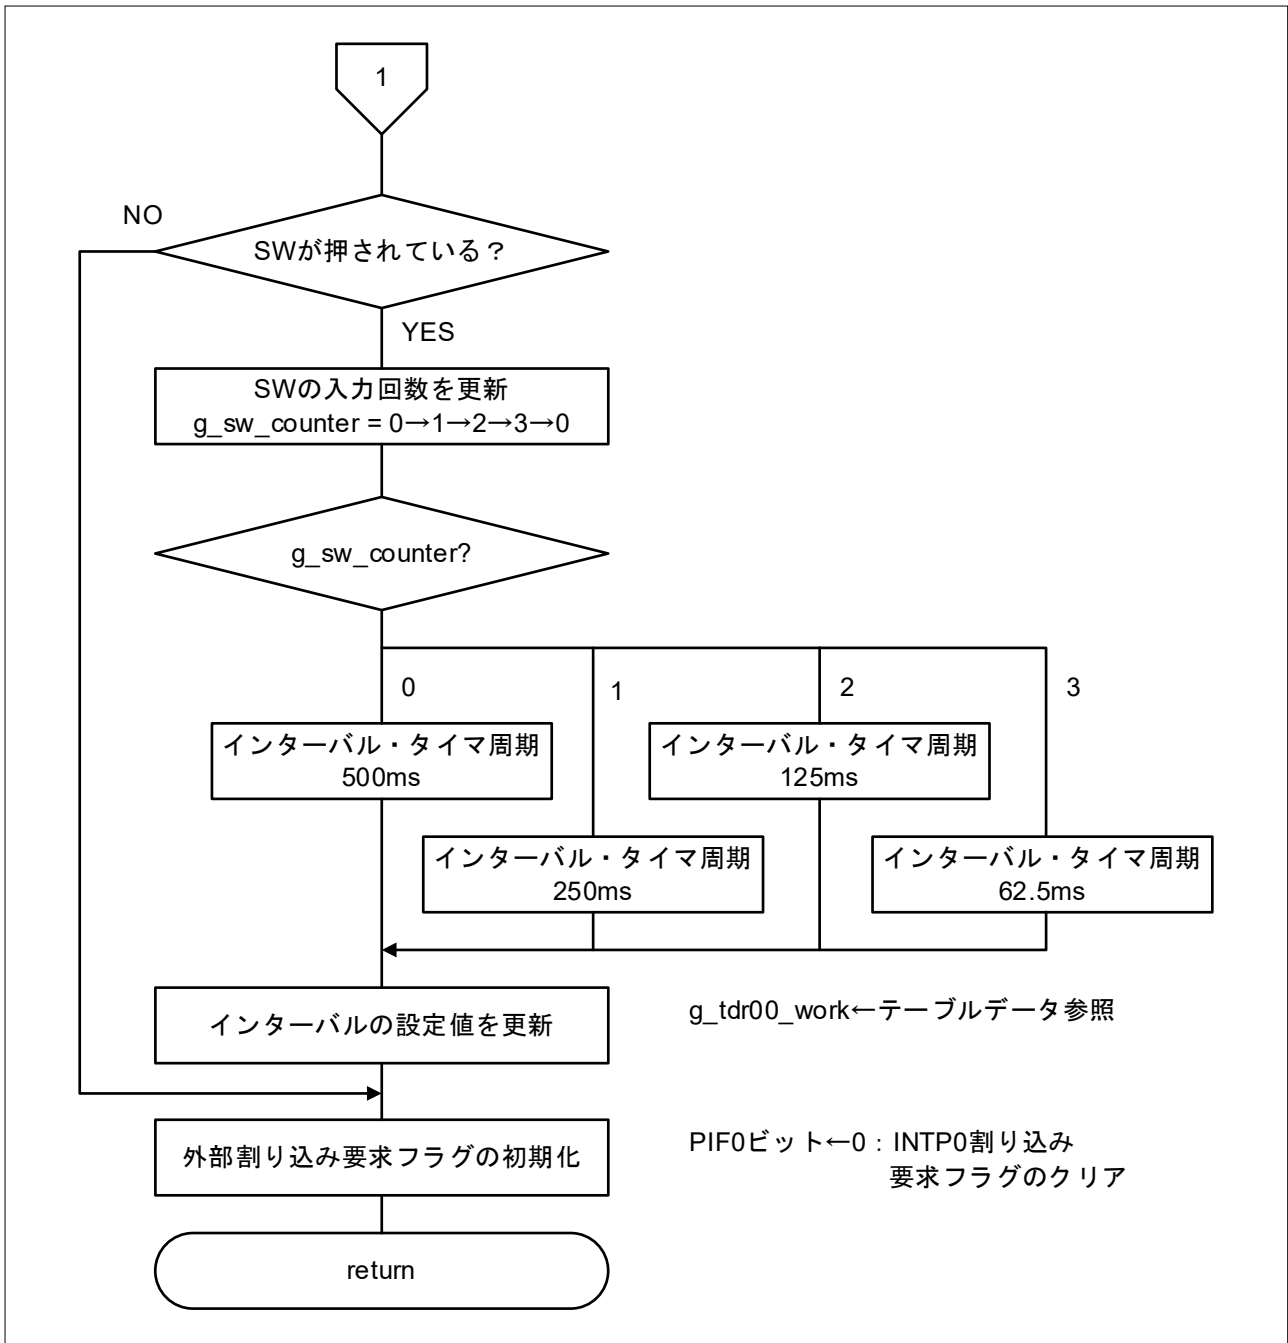 1
NO
SWが押されている？
YES
SWの入力回数を更新
g_sw_counter = 0→1→2→3→0
g_sw_counter?
0
1
2
3
インターバル・タイマ周期
500ms
インターバル・タイマ周期
125ms
インターバル・タイマ周期
250ms
インターバル・タイマ周期
62.5ms
インターバルの設定値を更新
g_tdr00_work←テーブルデータ参照
外部割り込み要求フラグの初期化
PIF0ビット←0：INTP0割り込み
要求フラグのクリア
return